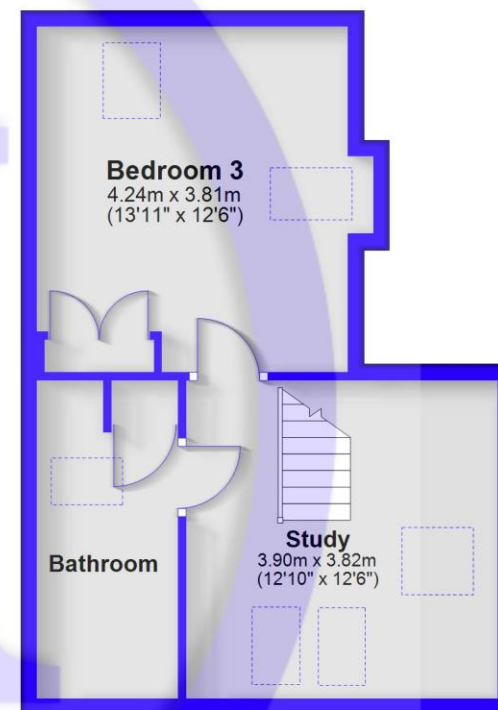 Bedroom 3
4.24m x 3.81m
(13'11" x 12'6")
Bathroom
Study
3.90m x 3.82m
(12'10" x 12'6")